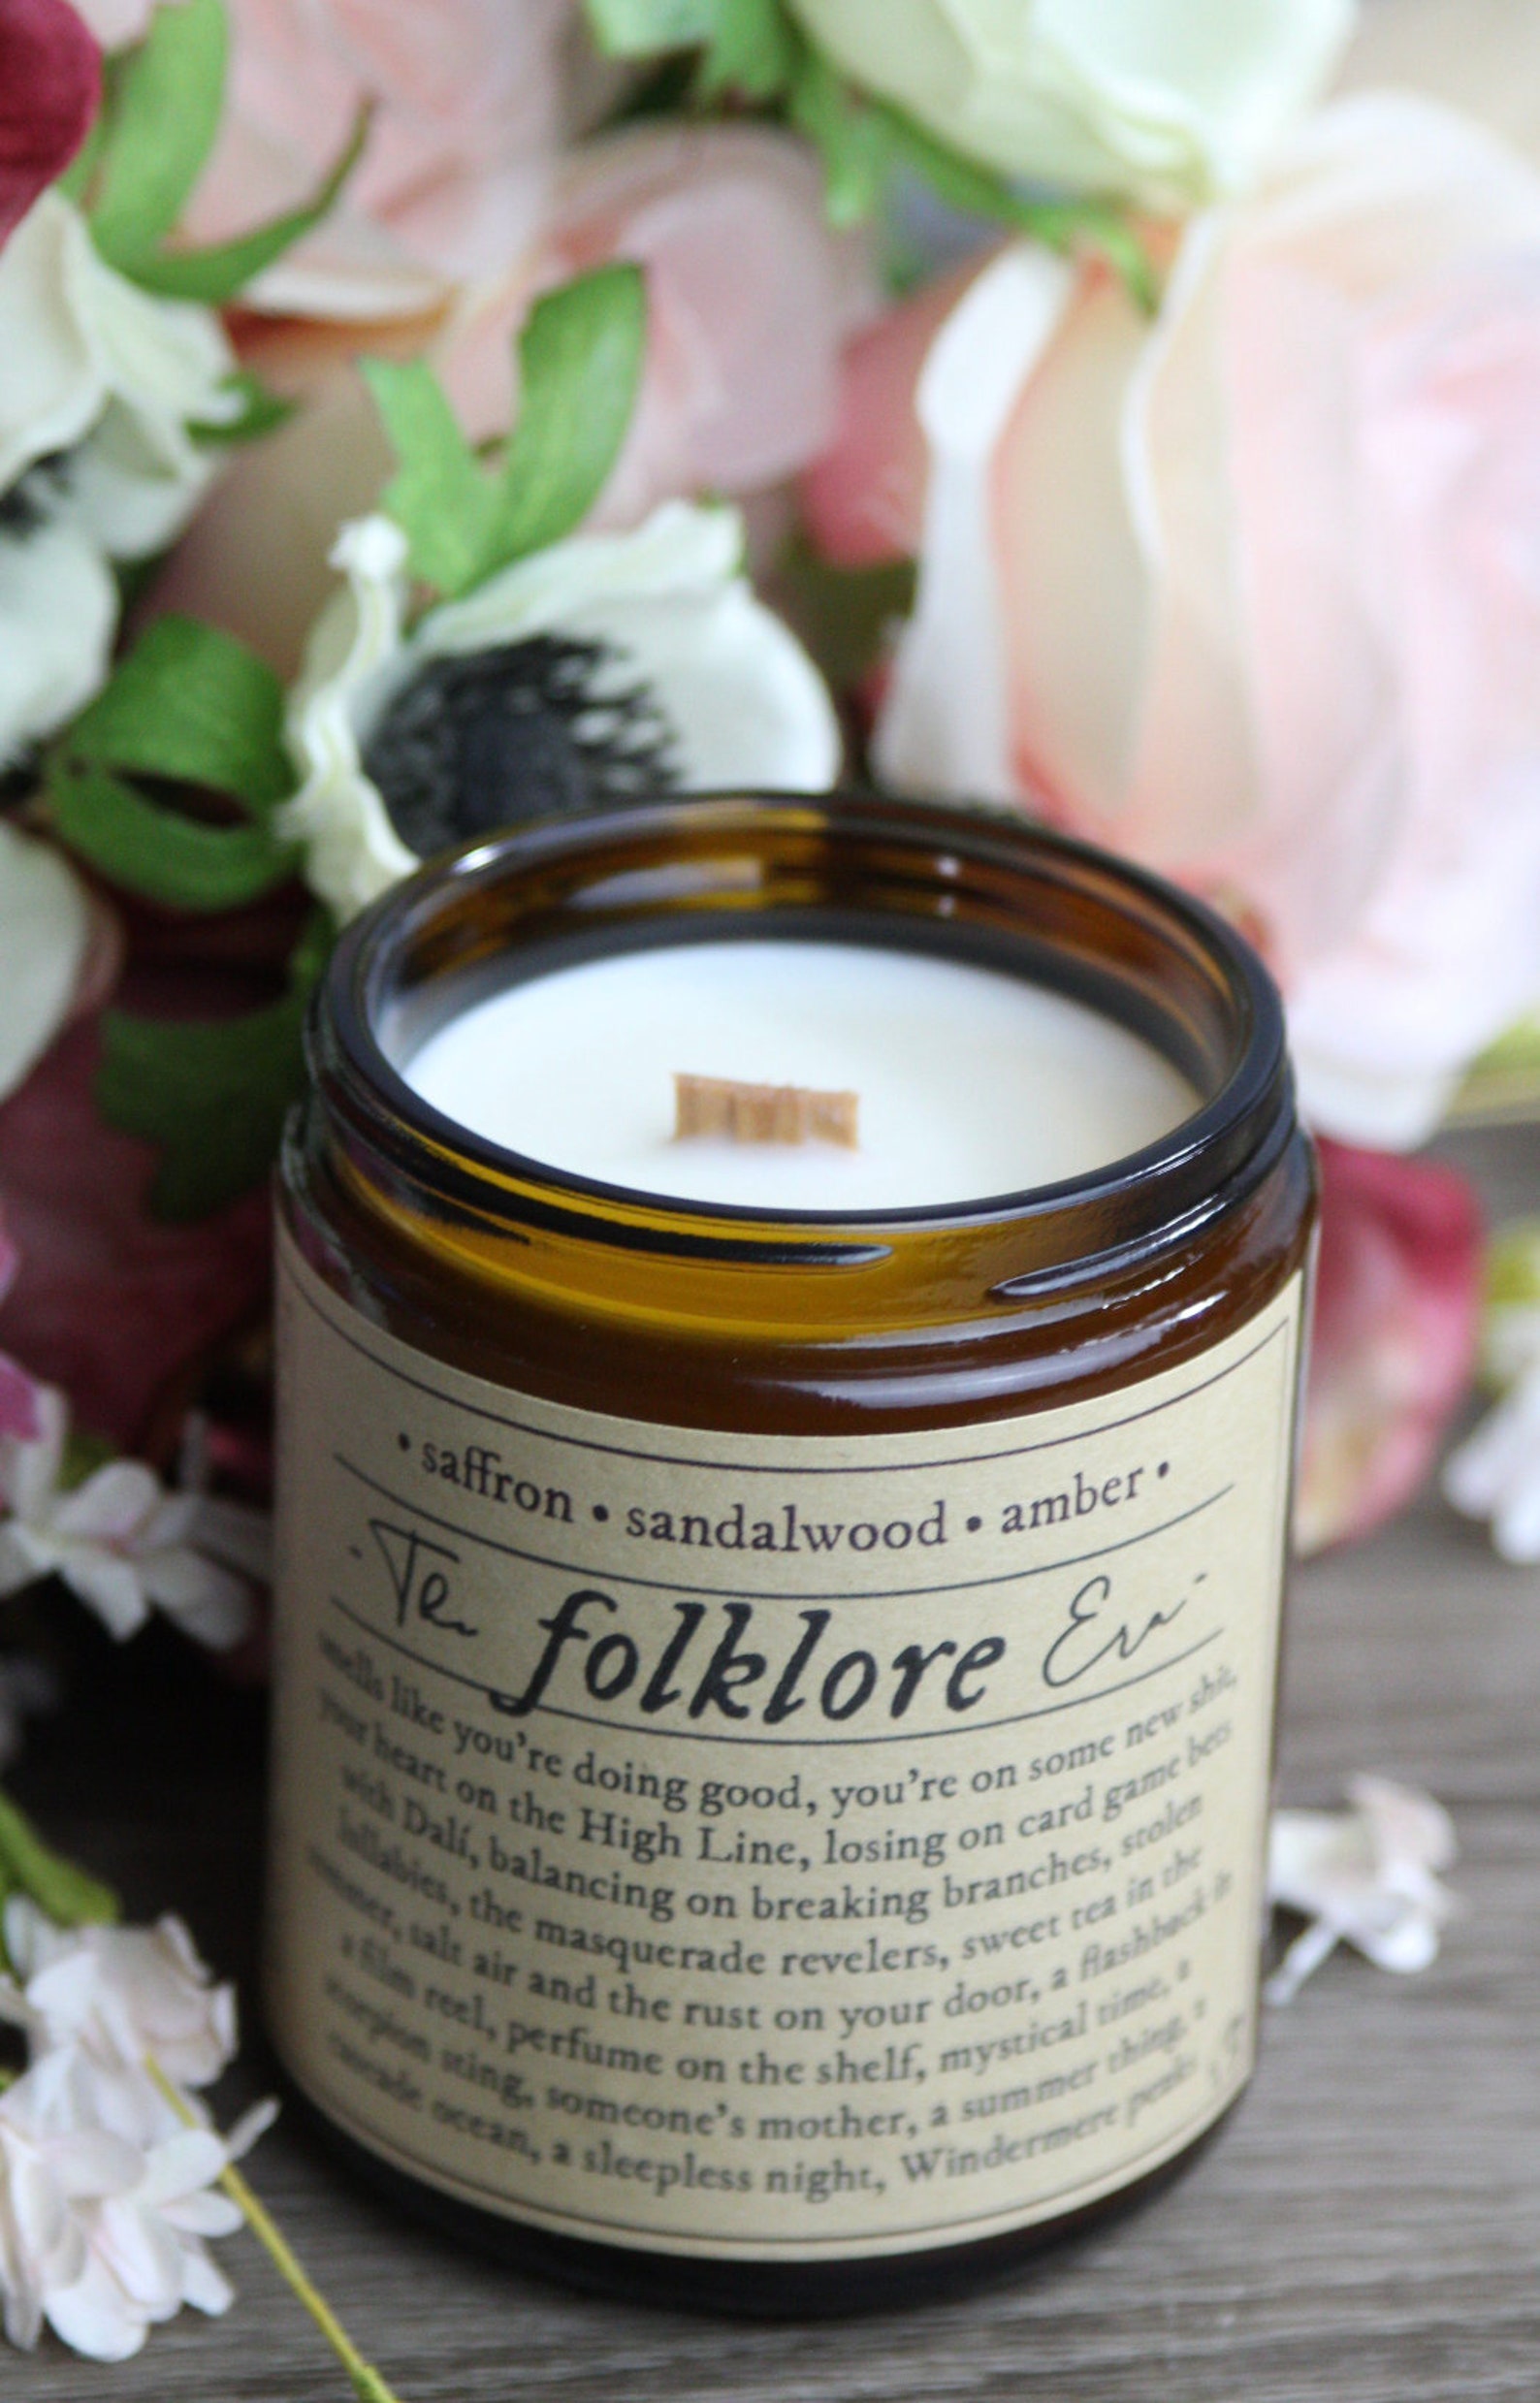 • saffron • sandalwood • amber •
- The folklore Era -
smells like you're doing good, you're on some new shit,
your heart on the High Line, losing on card game bets
with Dalí, balancing on breaking branches, stolen
lullabies, the masquerade revelers, sweet tea in the
summer, salt air and the rust on your door, a flashback in
a film reel, perfume on the shelf, mystical time, a
scorpion sting, someone's mother, a summer thing, a
cascade ocean, a sleepless night, Windermere peaks